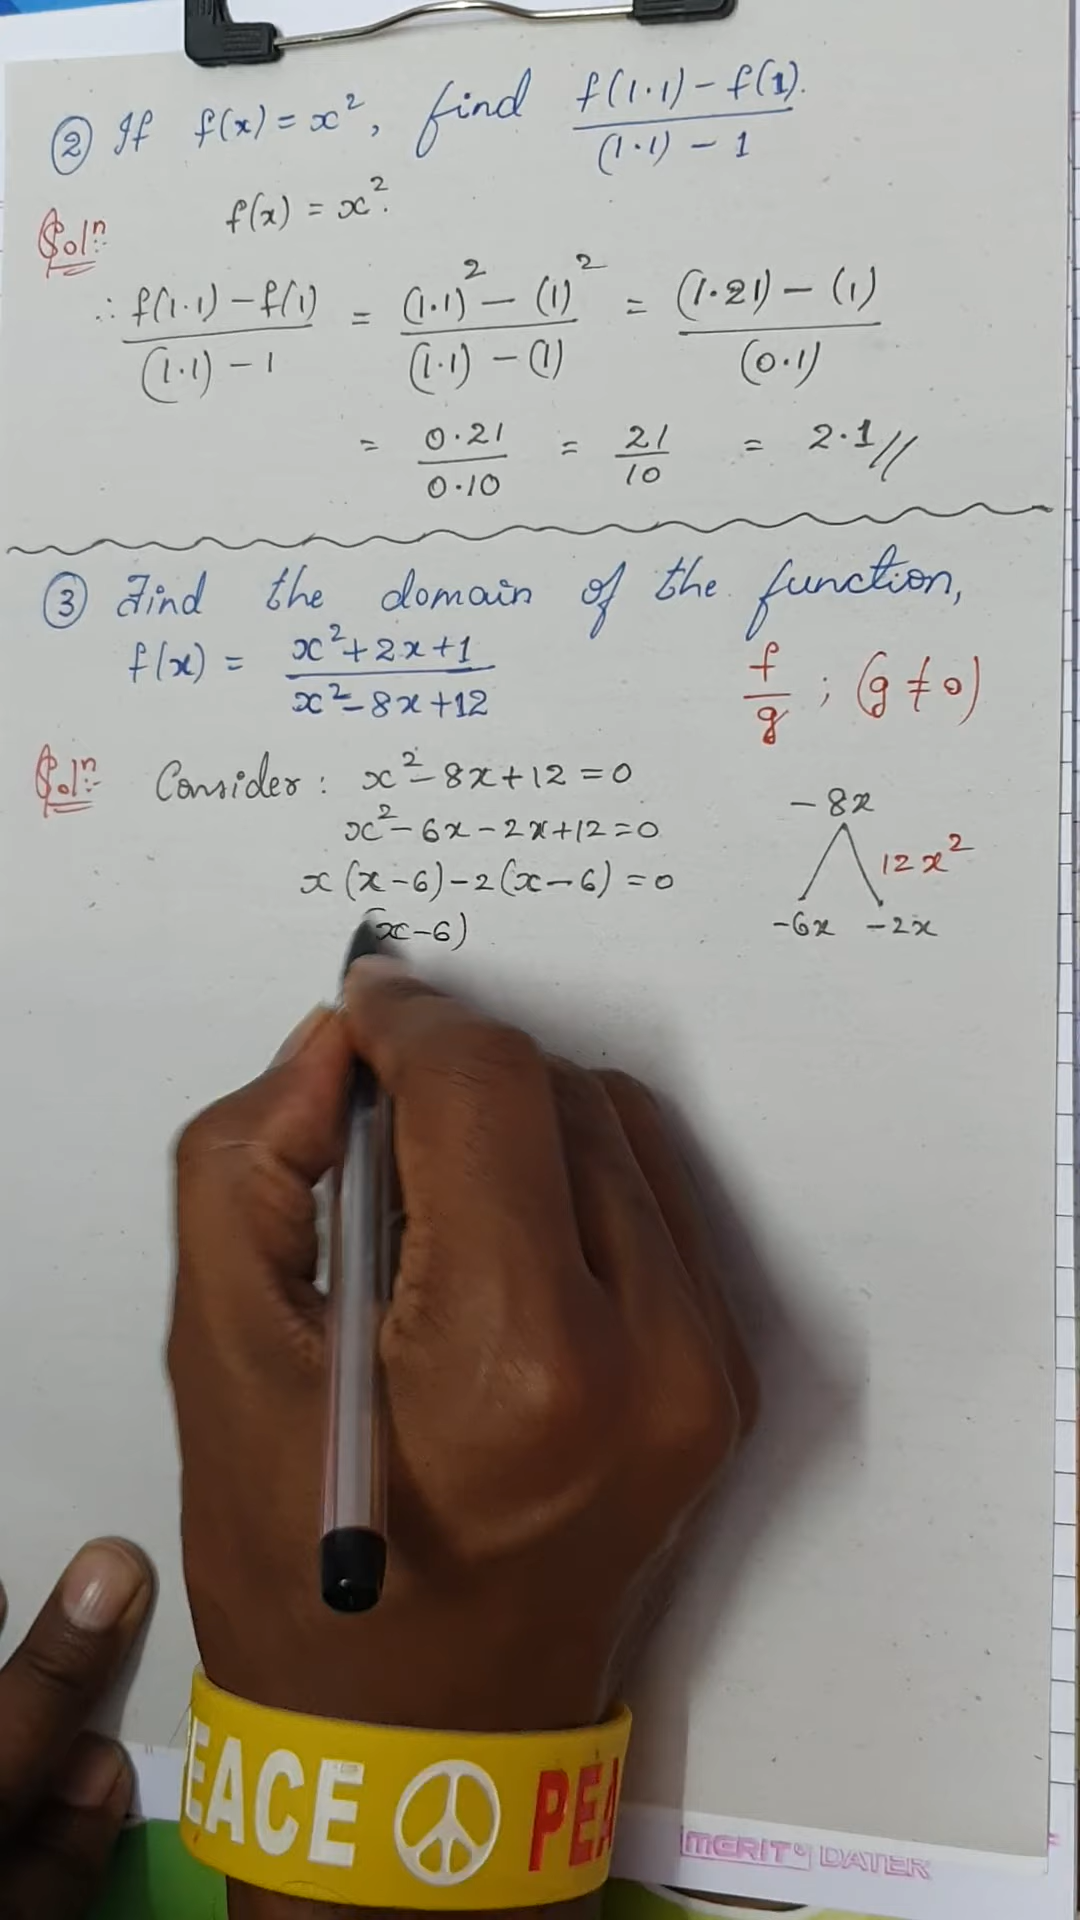 ② If f(x) = x², find f(1·1) - f(1). / (1·1) - 1
Solⁿ:- f(x) = x².
∴ f(1·1) - f(1) / (1·1) - 1 = (1·1)² - (1)² / (1·1) - (1) = (1·21) - (1) / (0·1)
= 0·21 / 0·10 = 21 / 10 = 2·1 //
③ Find the domain of the function,
f(x) = x² + 2x + 1 / x² - 8x + 12
f / g ; (g ≠ 0)
Solⁿ:- Consider : x² - 8x + 12 = 0
x² - 6x - 2x + 12 = 0
x (x - 6) - 2 (x - 6) = 0
(x - 6)
- 8x
12x²
-6x -2x
EACE PEA
MERIT DATER